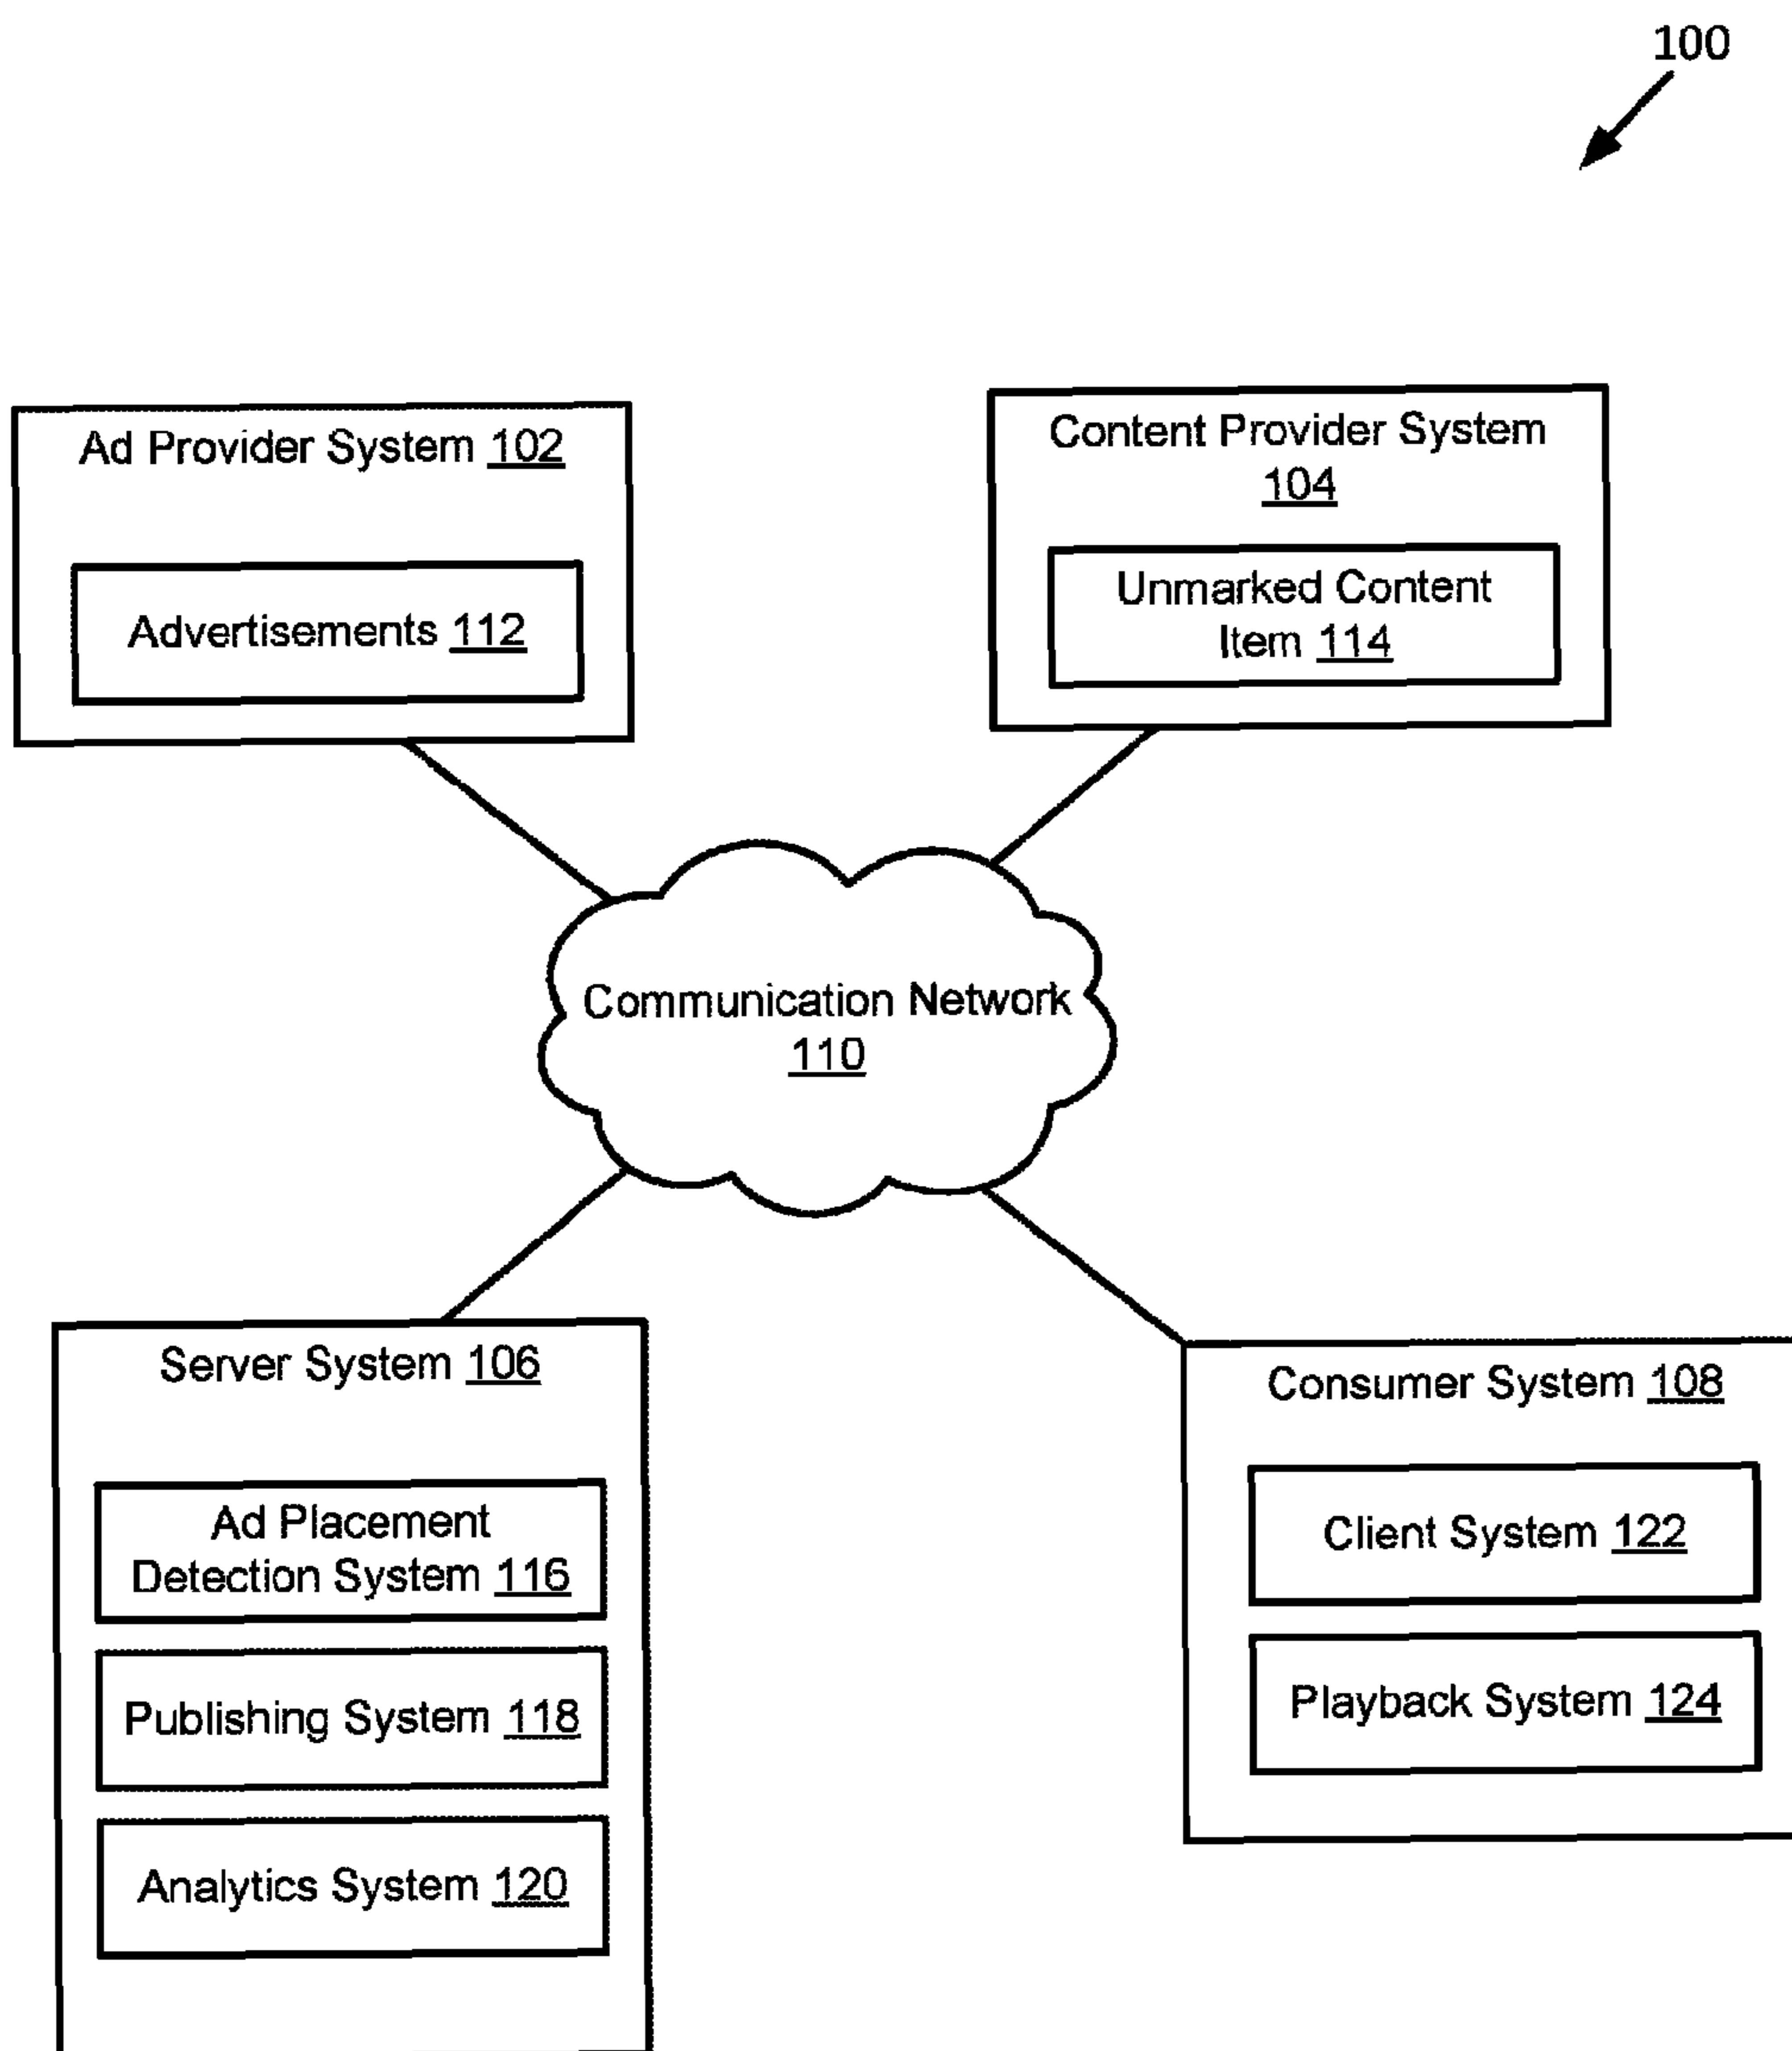 100
Ad Provider System 102
Advertisements 112
Content Provider System
104
Unmarked Content
Item 114
Communication Network
110
Server System 106
Ad Placement
Detection System 116
Publishing System 118
Analytics System 120
Consumer System 108
Client System 122
Playback System 124